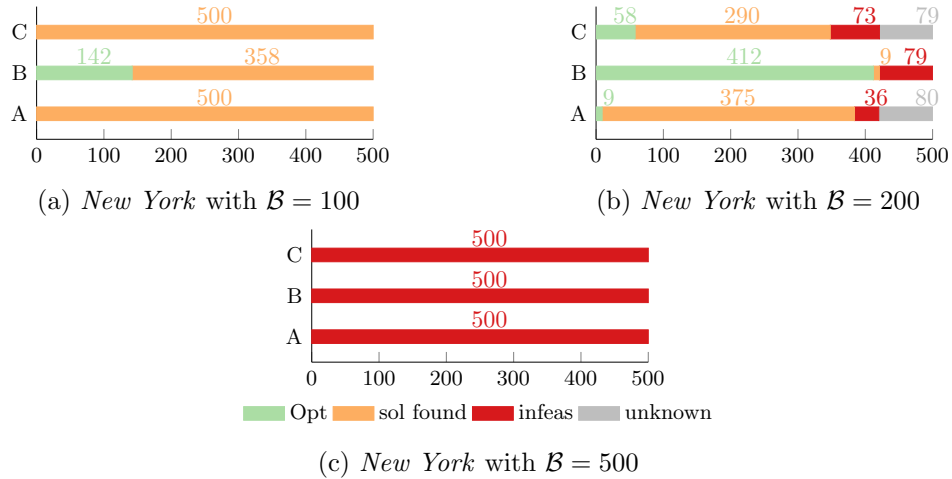 500
C
142 358
B
500
A
0 100 200 300 400 500
(a) New York with ℬ = 100
58 290 73 79
C
412 9 79
B
9 375 36 80
A
0 100 200 300 400 500
(b) New York with ℬ = 200
500
C
500
B
500
A
0 100 200 300 400 500
Opt sol found infeas unknown
(c) New York with ℬ = 500